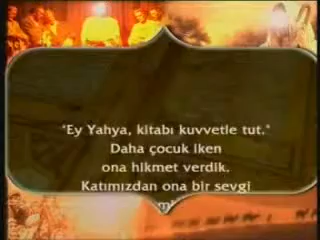 "Ey Yahya, kitabı kuvvetle tut."
Daha çocuk iken
ona hikmet verdik.
Katımızdan ona bir sevgi